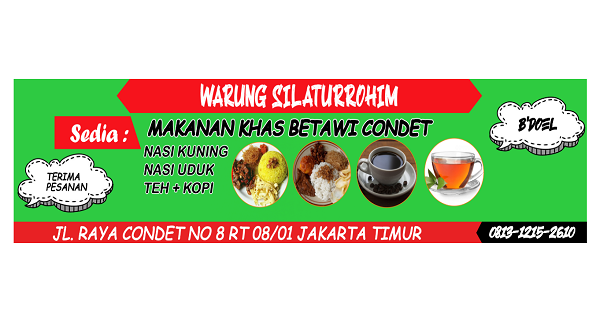 WARUNG SILATURROHIM
B'DOEL
Sedia :
MAKANAN KHAS BETAWI CONDET
NASI KUNING
NASI UDUK
TEH + KOPI
TERIMA
PESANAN
JL. RAYA CONDET NO 8 RT 08/01 JAKARTA TIMUR
0813-1215-2610